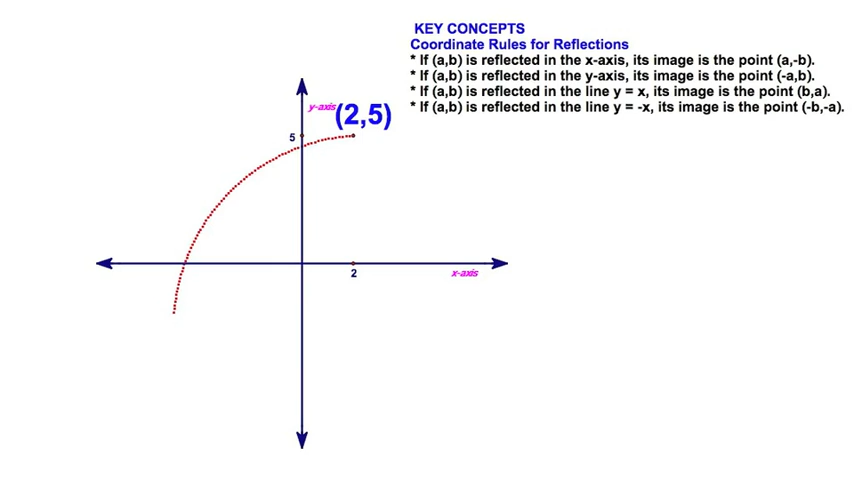 KEY CONCEPTS
Coordinate Rules for Reflections
* If (a,b) is reflected in the x-axis, its image is the point (a,-b).
* If (a,b) is reflected in the y-axis, its image is the point (-a,b).
* If (a,b) is reflected in the line y = x, its image is the point (b,a).
* If (a,b) is reflected in the line y = -x, its image is the point (-b,-a).
y-axis
(2,5)
5
2
x-axis